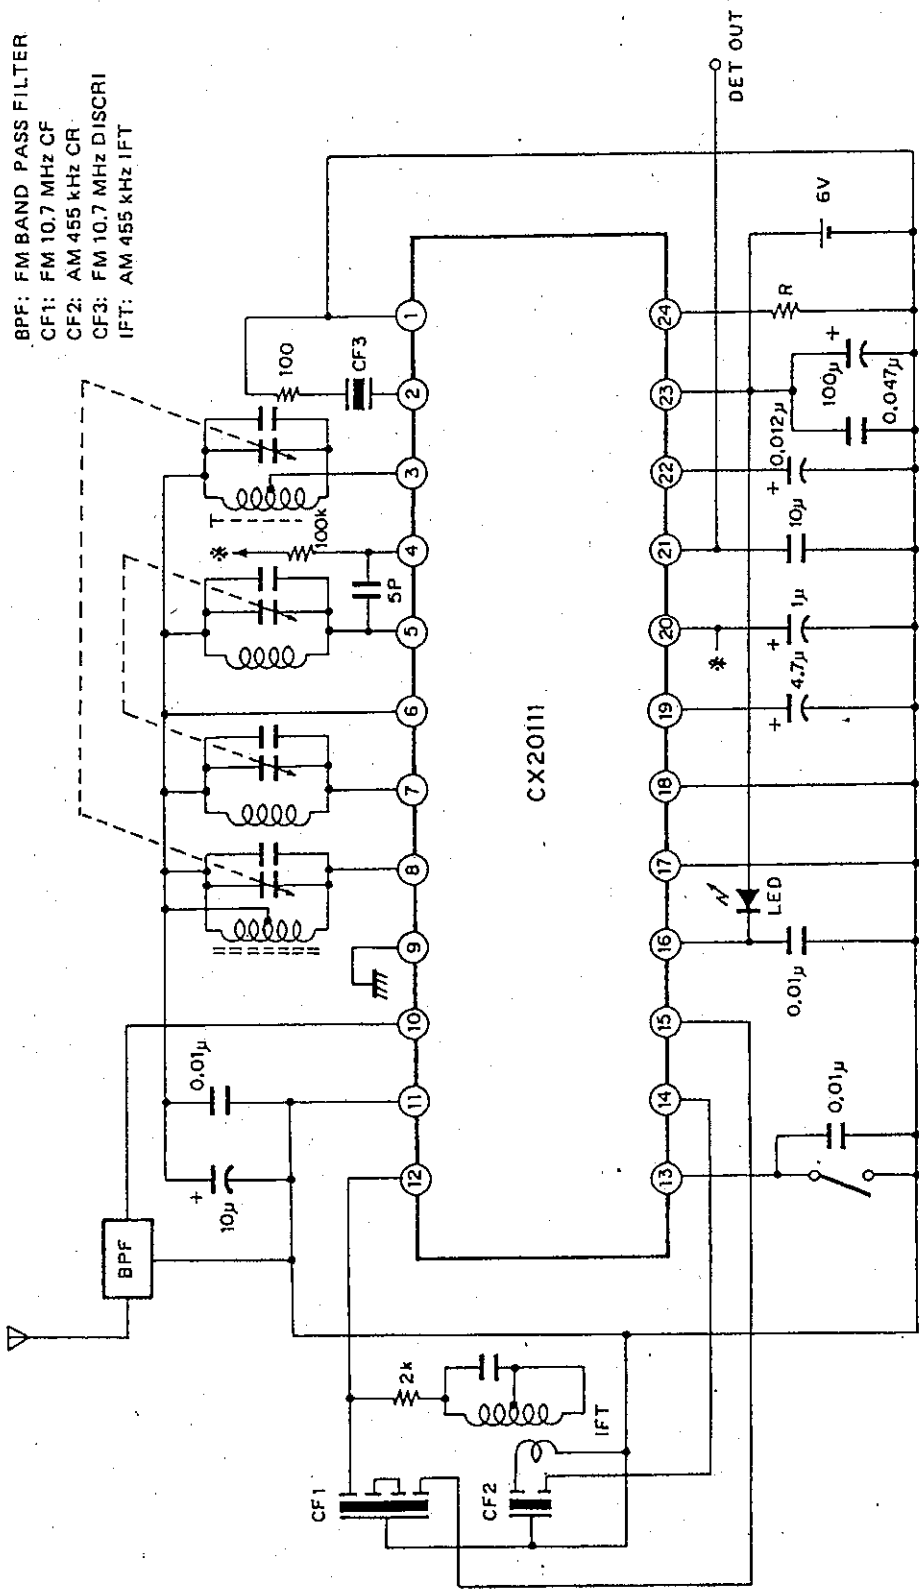 BPF: FM BAND PASS FILTER
CF1: FM 10.7 MHz CF
CF2: AM 455 kHz CR
CF3: FM 10.7 MHz DISCRI
IFT: AM 455 kHz IFT
BPF
+
10μ
0.01μ
100
CF3
※
100k
5P
12
11
10
9
8
7
6
5
4
3
2
1
CX20111
13
14
15
16
17
18
19
20
21
22
23
24
CF1
2k
IFT
CF2
0.01μ
0.01μ
LED
+
4.7μ
※
+
1μ
10μ
+
0.012μ
100μ
+
0.047μ
R
6V
DET OUT